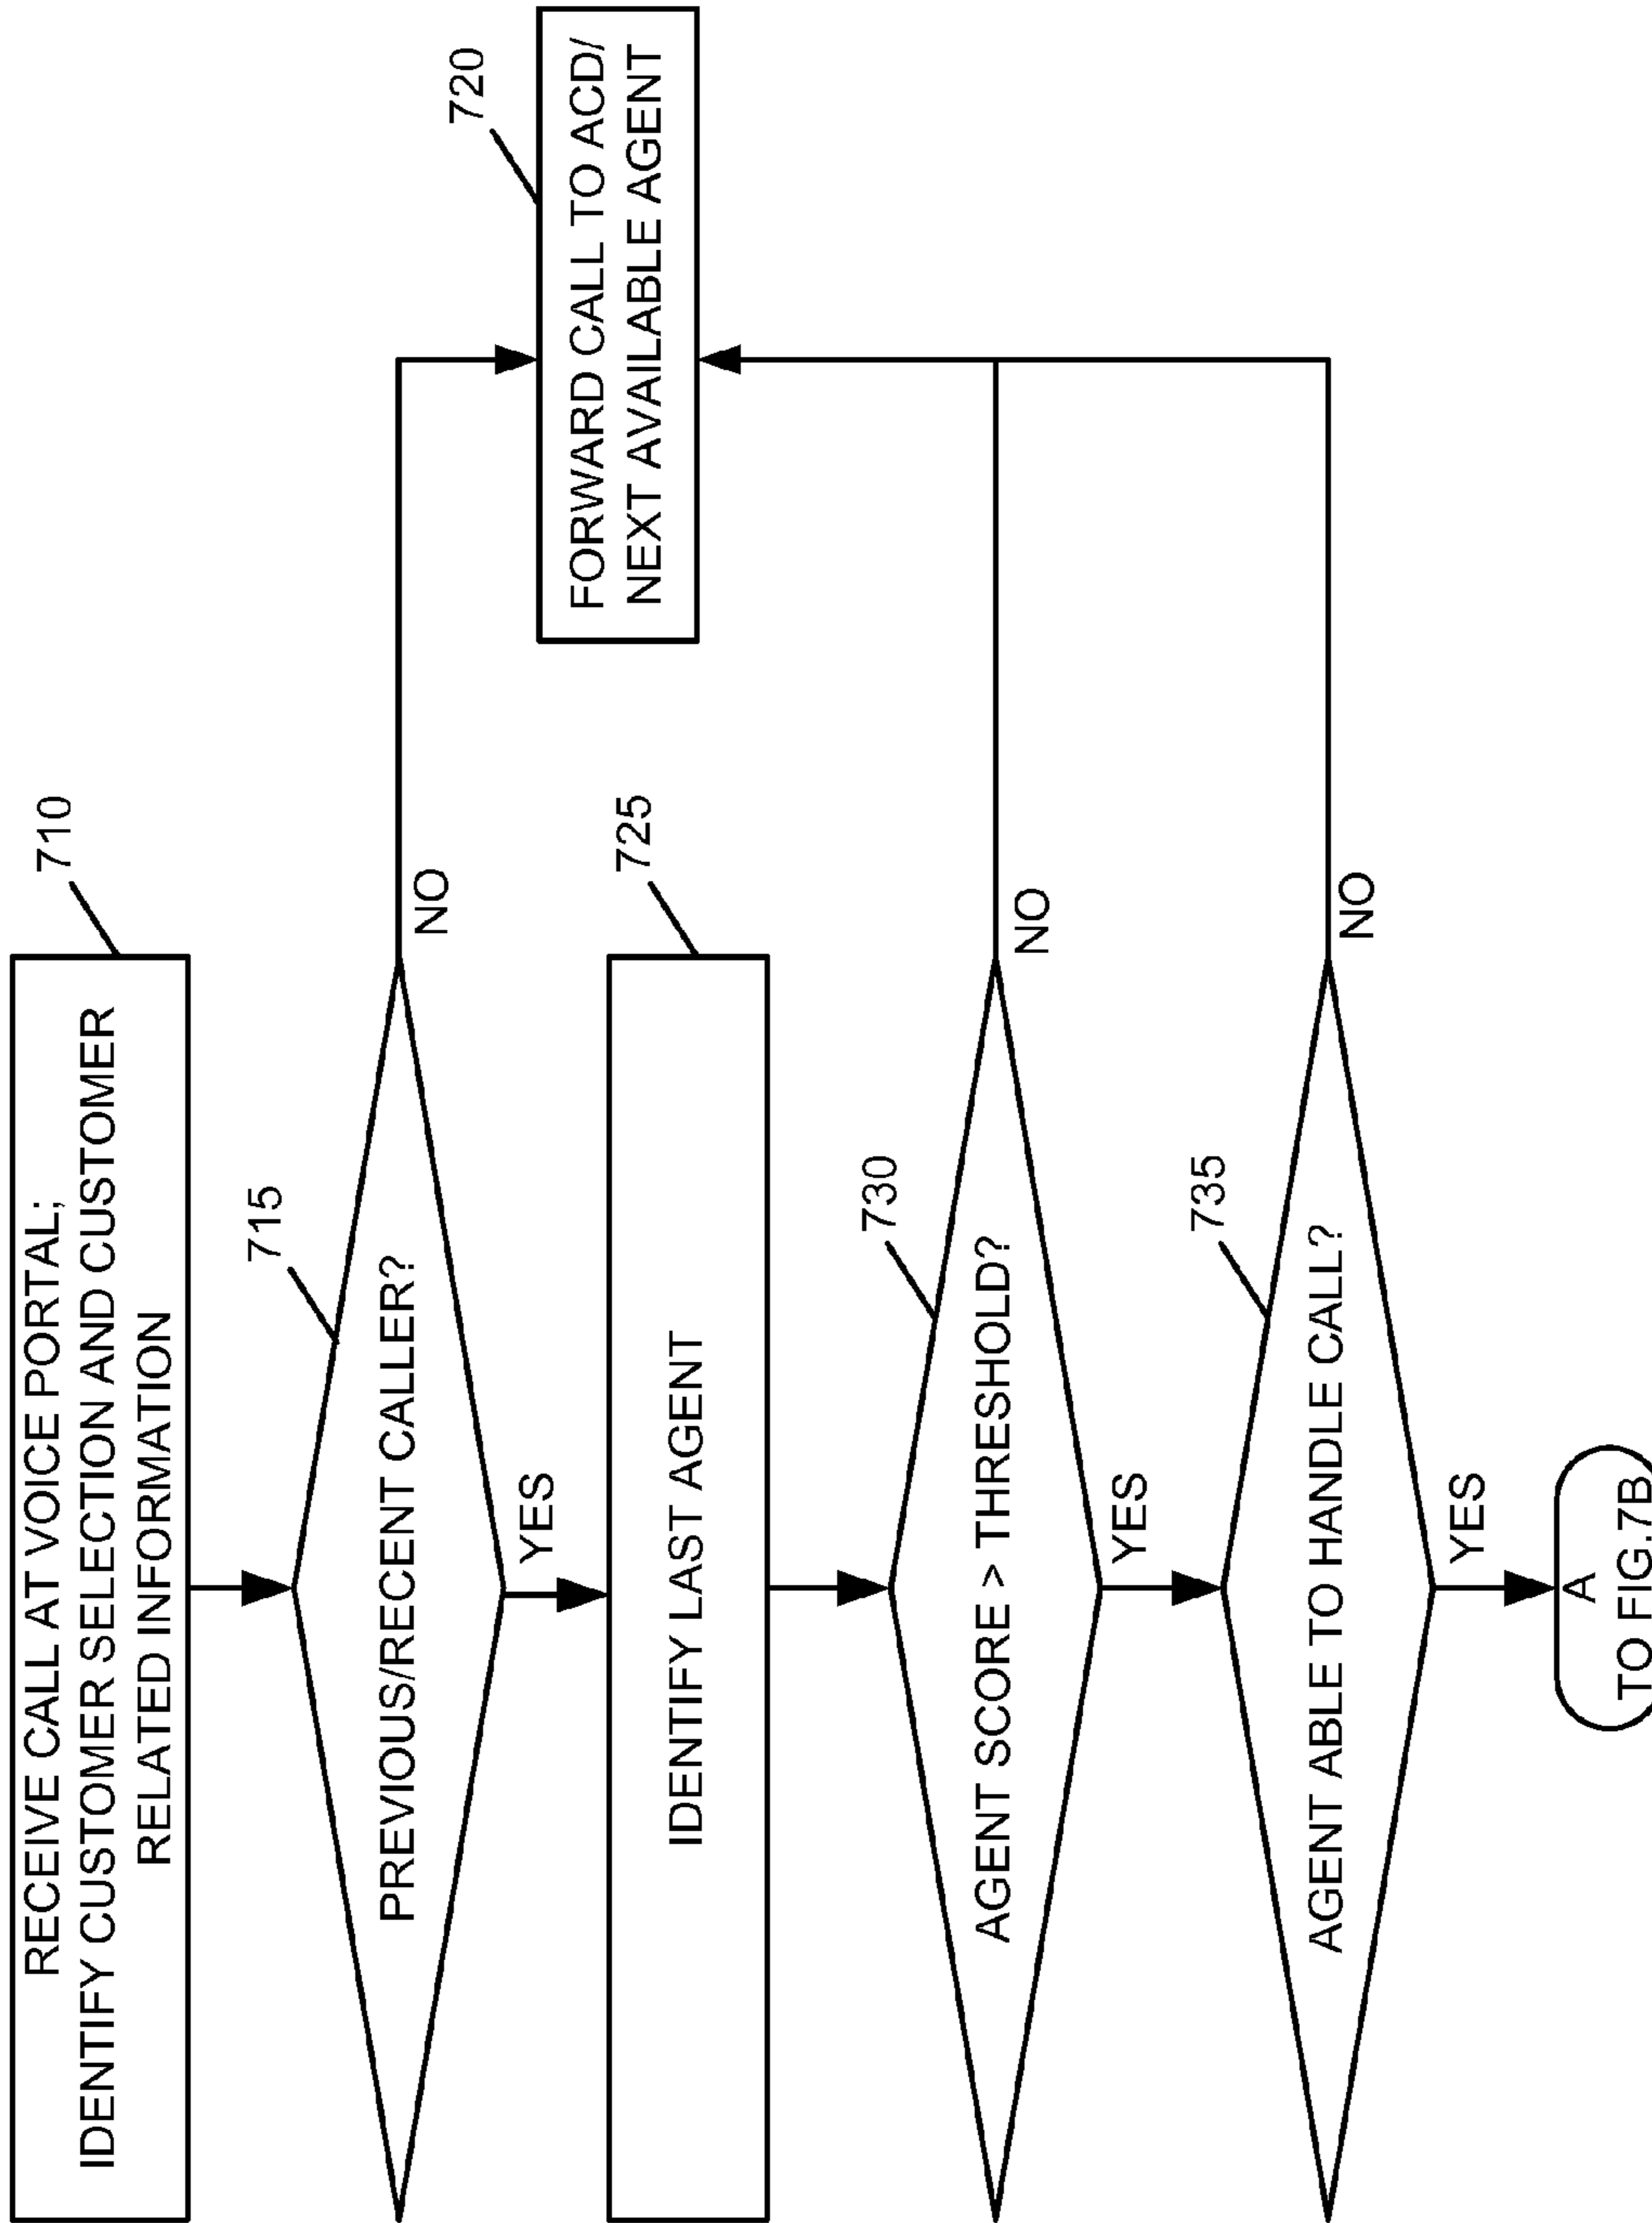 710
RECEIVE CALL AT VOICE PORTAL;
IDENTIFY CUSTOMER SELECTION AND CUSTOMER
RELATED INFORMATION
715
PREVIOUS/RECENT CALLER?
NO
YES
720
FORWARD CALL TO ACD/
NEXT AVAILABLE AGENT
725
IDENTIFY LAST AGENT
730
AGENT SCORE > THRESHOLD?
NO
YES
735
AGENT ABLE TO HANDLE CALL?
NO
YES
A
TO FIG.7B